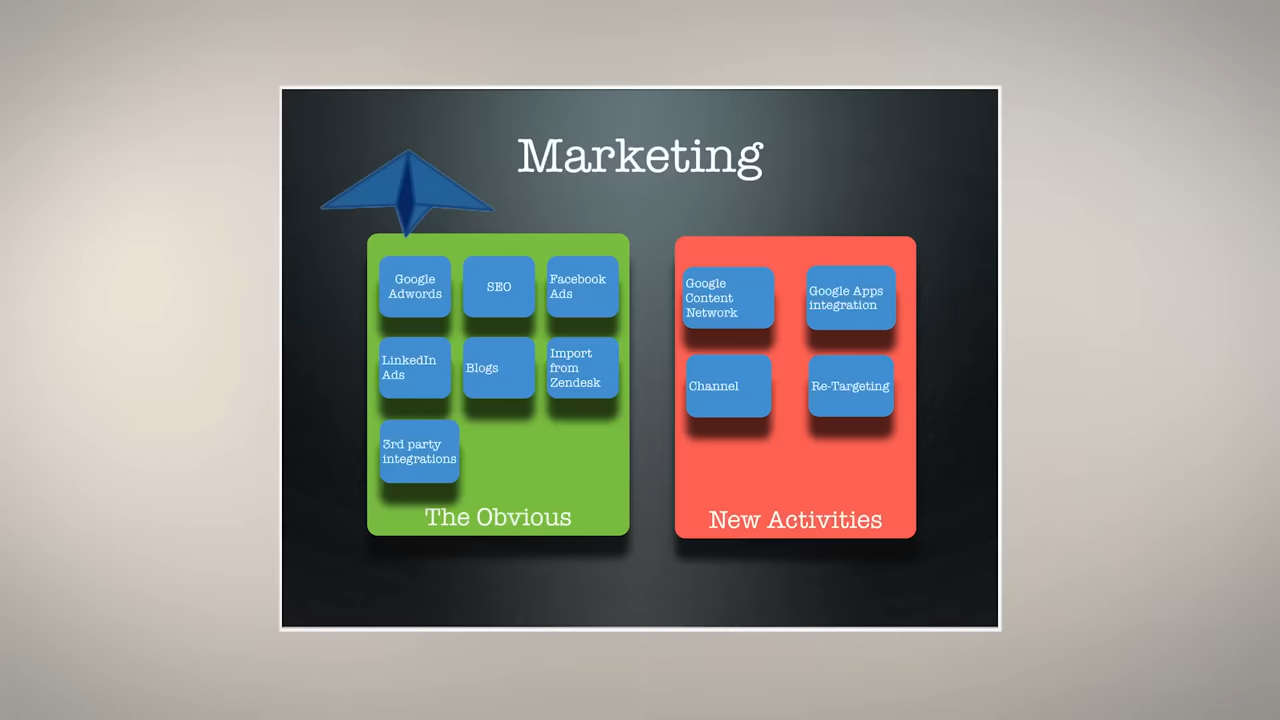 Marketing
Google
Adwords
SEO
Facebook
Ads
LinkedIn
Ads
Blogs
Import
from
Zendesk
3rd party
integrations
The Obvious
Google
Content
Network
Google Apps
integration
Channel
Re-Targeting
New Activities